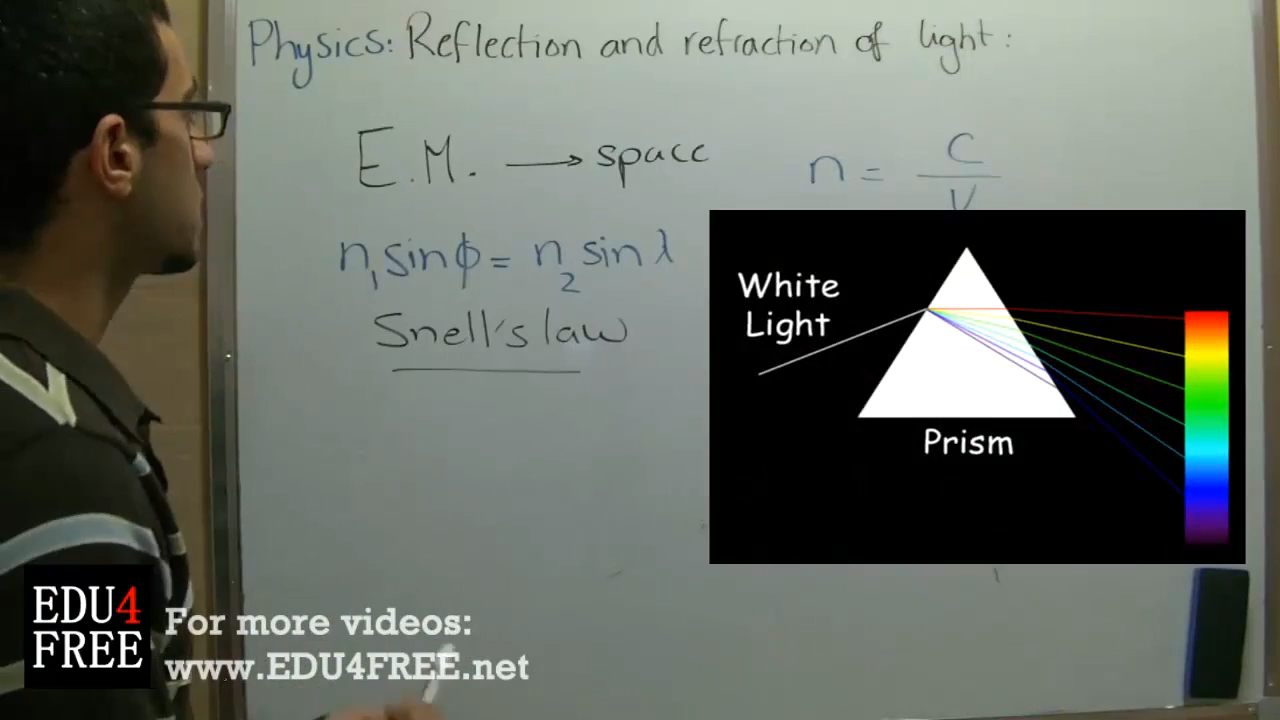 Physics: Reflection and refraction of light:
E.M. → space
n = C / V
n₁ sin ϕ = n₂ sin λ
Snell's law
White
Light
Prism
EDU4
FREE
For more videos:
www.EDU4FREE.net